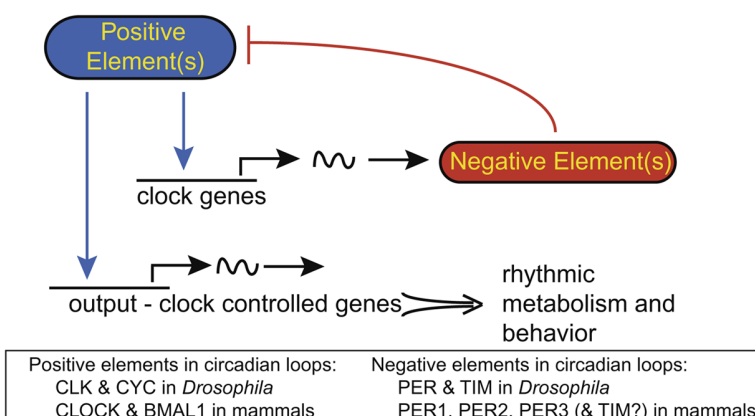 Positive
Element(s)
Negative Element(s)
clock genes
output - clock controlled genes
rhythmic
metabolism and
behavior
Positive elements in circadian loops:
CLK & CYC in Drosophila
CLOCK & BMAL1 in mammals
Negative elements in circadian loops:
PER & TIM in Drosophila
PER1, PER2, PER3 (& TIM?) in mammals